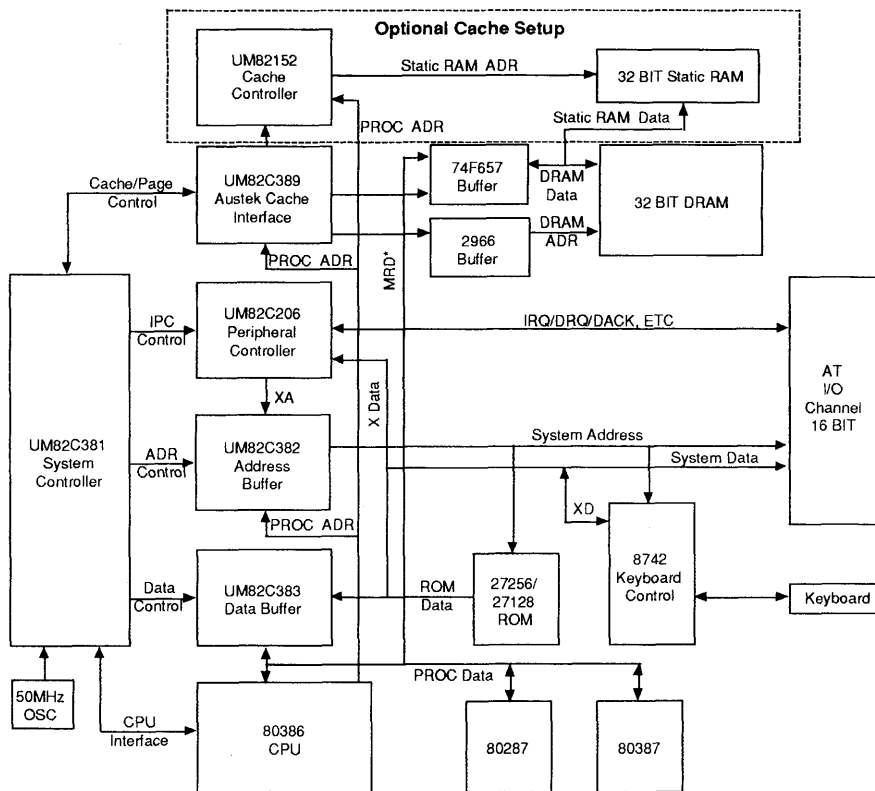 Optional Cache Setup
UM82152
Cache
Controller
Static RAM ADR
32 BIT Static RAM
Static RAM Data
PROC ADR
Cache/Page
Control
UM82C389
Austek Cache
Interface
74F657
Buffer
DRAM
Data
32 BIT DRAM
2966
Buffer
DRAM
ADR
PROC ADR
MRD*
IPC
Control
UM82C206
Peripheral
Controller
IRQ/DRQ/DACK, ETC
AT
I/O
Channel
16 BIT
XA
X Data
UM82C381
System
Controller
ADR
Control
UM82C382
Address
Buffer
System Address
System Data
XD
PROC ADR
8742
Keyboard
Control
Data
Control
UM82C383
Data Buffer
ROM
Data
27256/
27128
ROM
Keyboard
50MHz
OSC
CPU
Interface
80386
CPU
PROC Data
80287
80387